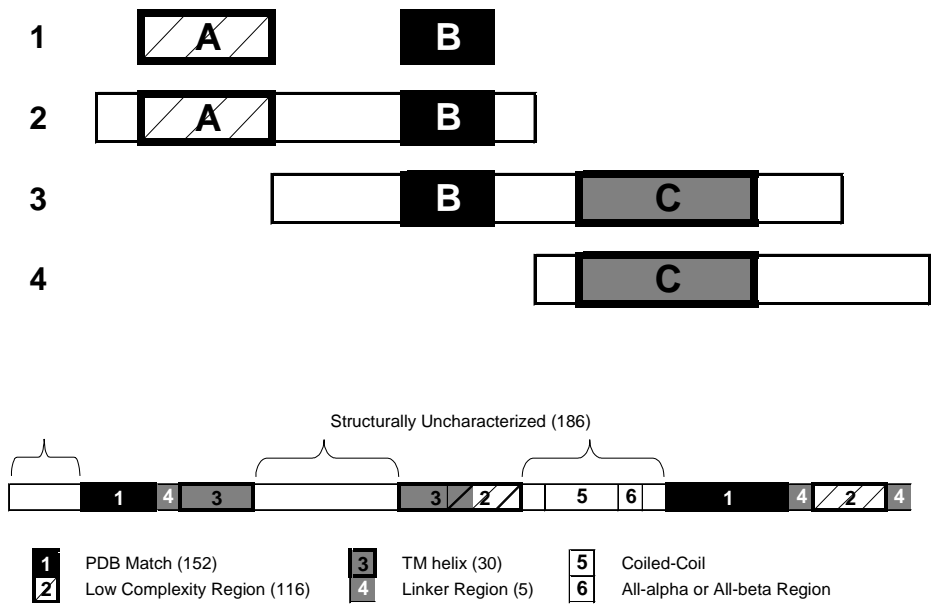 1 A B
2 A B
3 B C
4 C
Structurally Uncharacterized (186)
1 4 3 3 2 5 6 1 4 2 4
1 PDB Match (152) 3 TM helix (30) 5 Coiled-Coil
2 Low Complexity Region (116) 4 Linker Region (5) 6 All-alpha or All-beta Region